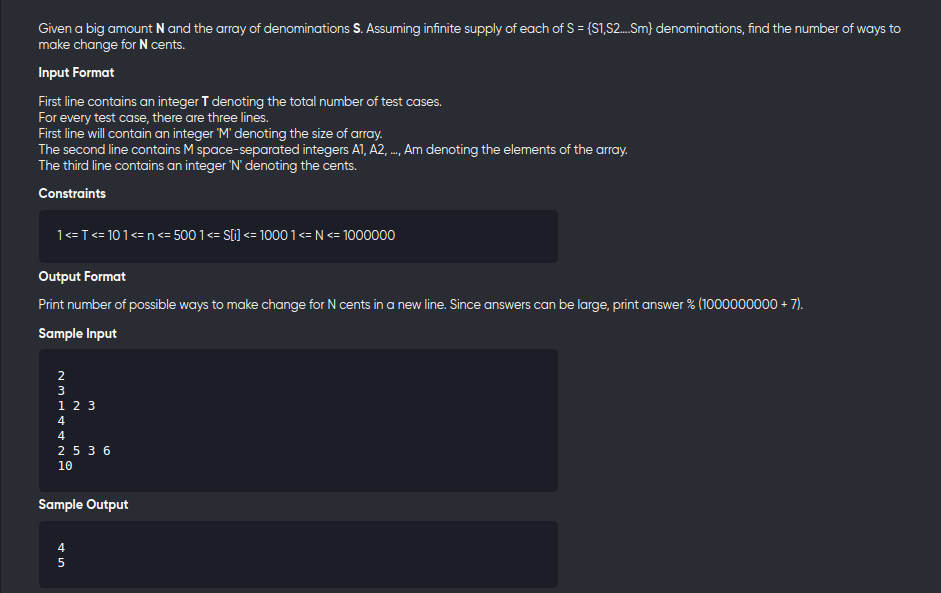 Given a big amount N and the array of denominations S. Assuming infinite supply of each of S = {S1,S2....Sm} denominations, find the number of ways to
make change for N cents.
Input Format
First line contains an integer T denoting the total number of test cases.
For every test case, there are three lines.
First line will contain an integer 'M' denoting the size of array.
The second line contains M space-separated integers A1, A2, ..., Am denoting the elements of the array.
The third line contains an integer 'N' denoting the cents.
Constraints
1 <= T <= 10 1 <= n <= 500 1 <= S[i] <= 1000 1 <= N <= 1000000
Output Format
Print number of possible ways to make change for N cents in a new line. Since answers can be large, print answer % (1000000000 + 7).
Sample Input
2
3
1 2 3
4
4
2 5 3 6
10
Sample Output
4
5